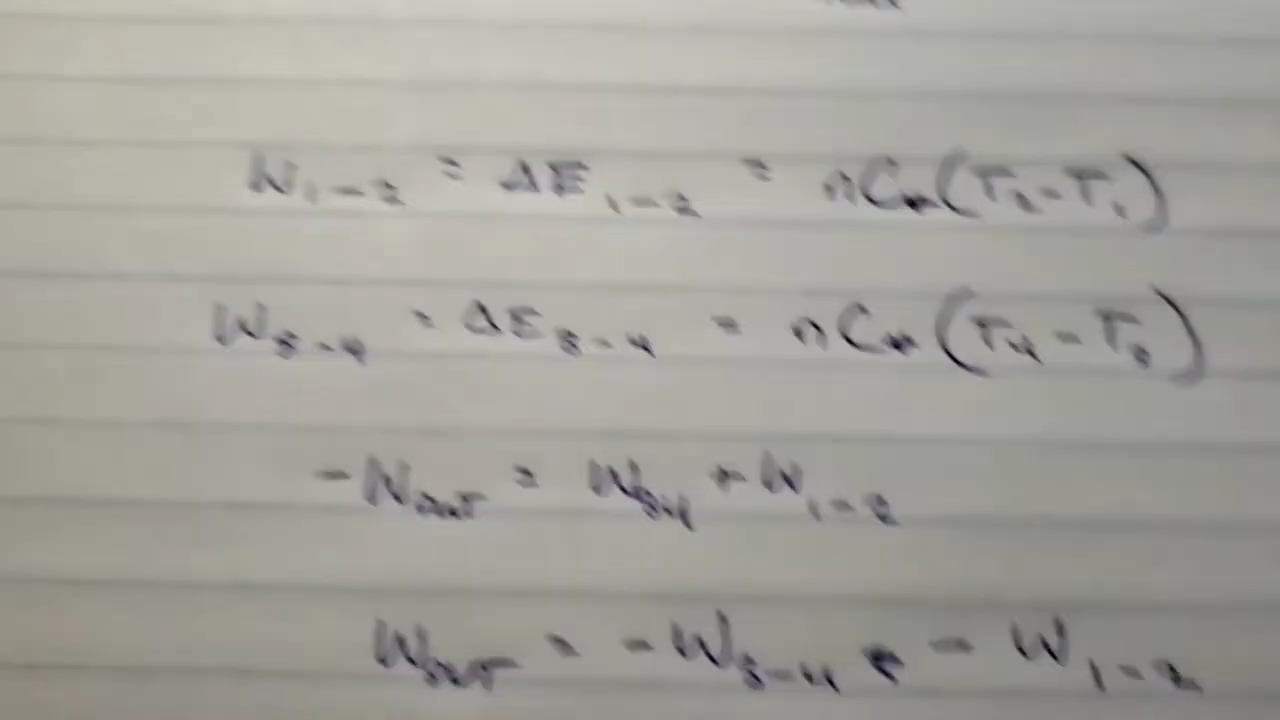 W₁₋₂ = ΔE₁₋₂ = nCᵥ(T₂-T₁)
W₃₋₄ = ΔE₃₋₄ = nCᵥ(T₄-T₃)
-Wout = W₃₋₄ + W₁₋₂
Wout = -W₃₋₄ - W₁₋₂